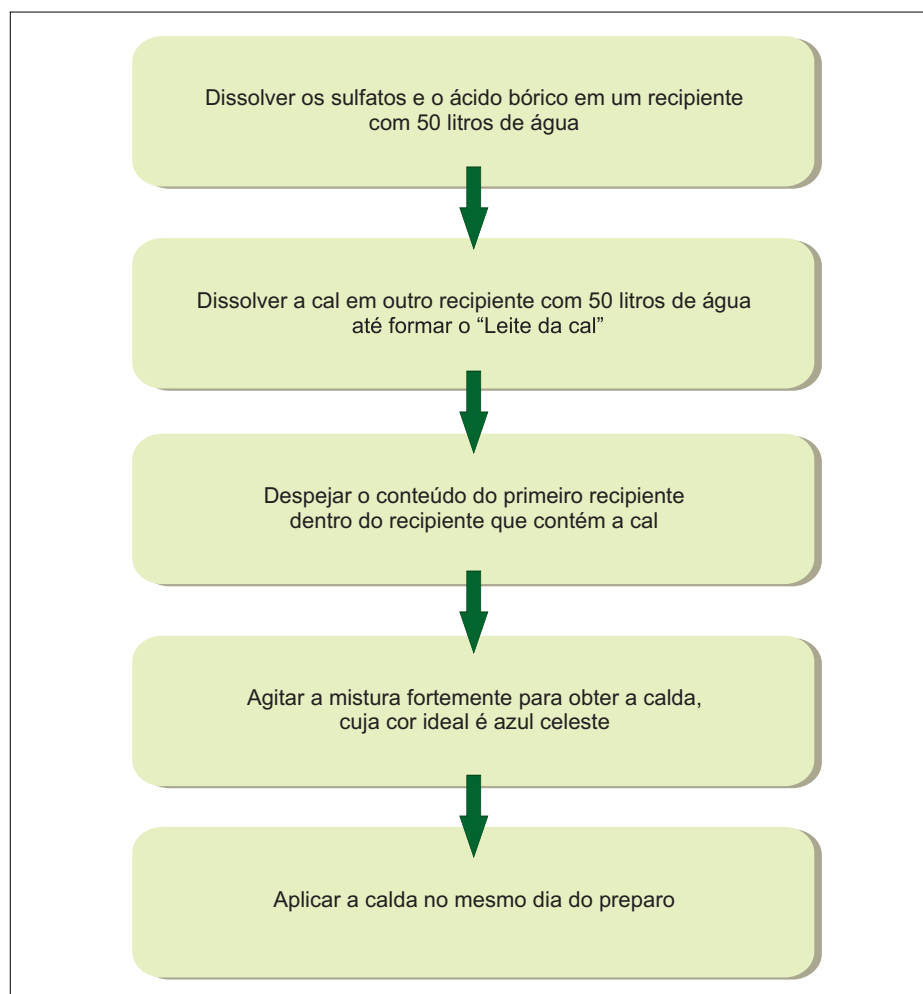 Dissolver os sulfatos e o ácido bórico em um recipiente
com 50 litros de água
Dissolver a cal em outro recipiente com 50 litros de água
até formar o “Leite da cal”
Despejar o conteúdo do primeiro recipiente
dentro do recipiente que contém a cal
Agitar a mistura fortemente para obter a calda,
cuja cor ideal é azul celeste
Aplicar a calda no mesmo dia do preparo